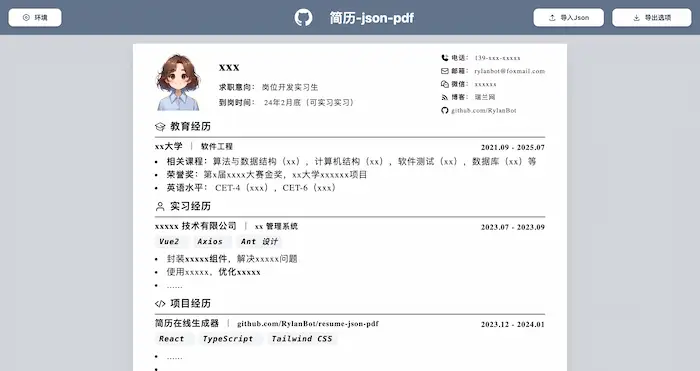 环境
简历-json-pdf
导入Json
导出选项
xxx
求职意向： 岗位开发实习生
到岗时间： 24年2月底（可实习实习）
电话： 139-xxx-xxxxx
邮箱： rylanbot@foxmail.com
微信： xxxxxx
博客： 瑞兰网
github.com/RylanBot
教育经历
xx大学 | 软件工程 2021.09 - 2025.07
• 相关课程：算法与数据结构（xx），计算机结构（xx），软件测试（xx），数据库（xx）等
• 荣誉奖：第x届xxxx大赛金奖，xx大学xxxxxx项目
• 英语水平： CET-4（xxx），CET-6（xxx）
实习经历
xxxxx 技术有限公司 | xx 管理系统 2023.07 - 2023.09
Vue2 Axios Ant 设计
• 封装xxxxx组件，解决xxxxx问题
• 使用xxxxx，优化xxxxx
• ......
项目经历
简历在线生成器 | github.com/RylanBot/resume-json-pdf 2023.12 - 2024.01
React TypeScript Tailwind CSS
• ......
•